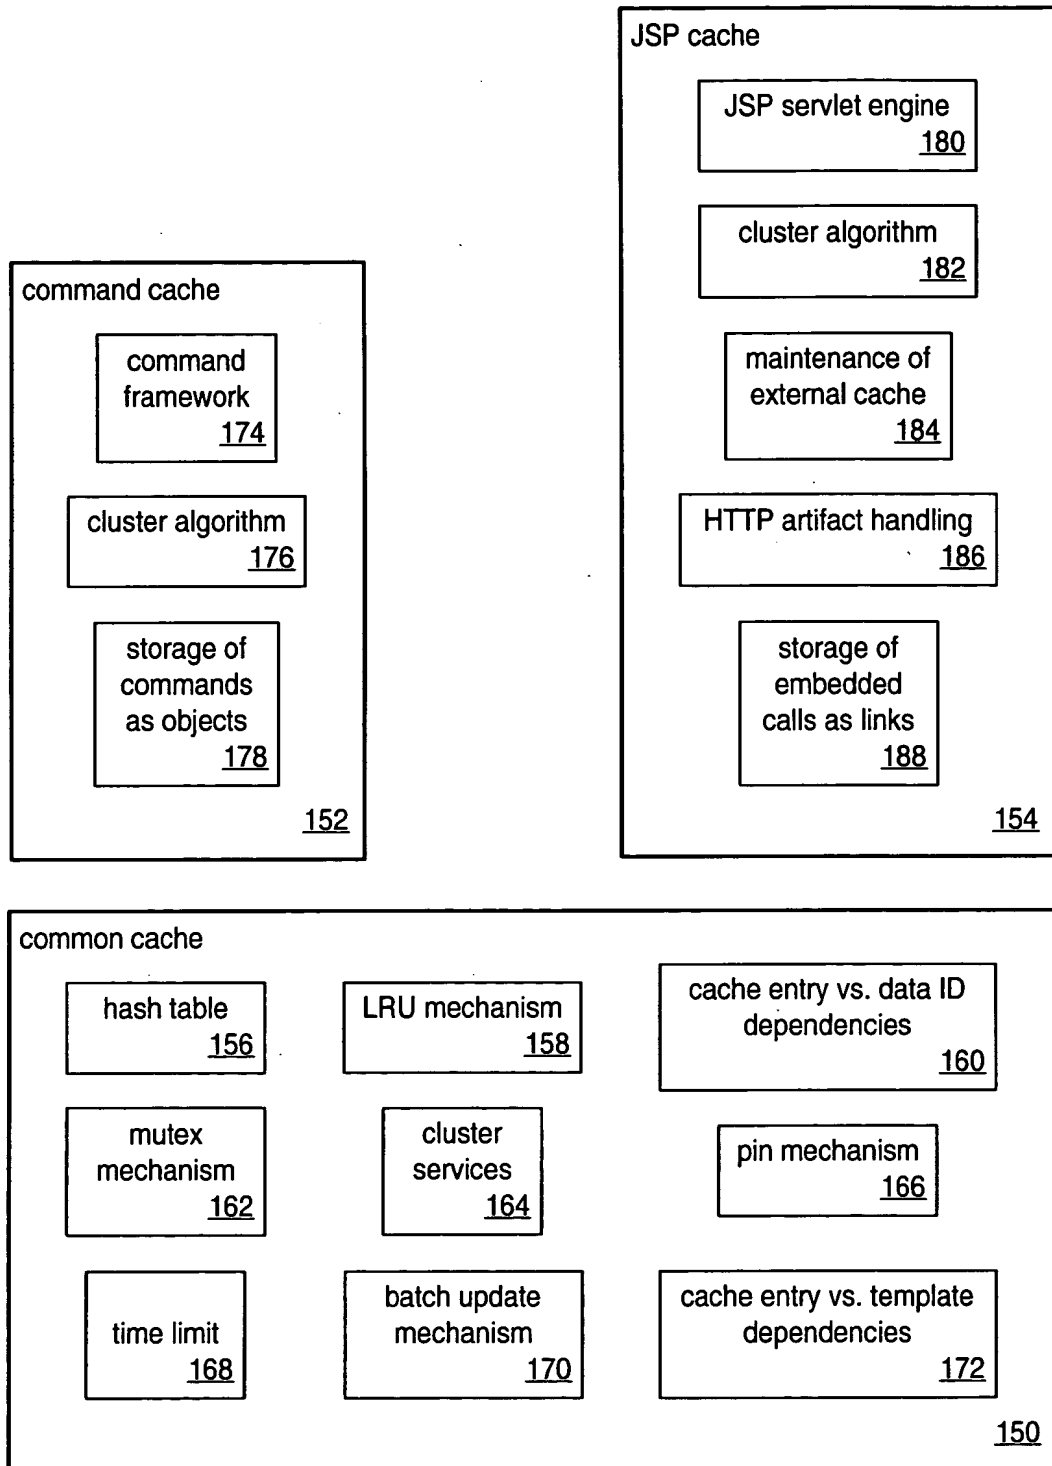 JSP cache
JSP servlet engine
180
cluster algorithm
182
maintenance of
external cache
184
HTTP artifact handling
186
storage of
embedded
calls as links
188
154
command cache
command
framework
174
cluster algorithm
176
storage of
commands
as objects
178
152
common cache
hash table
156
LRU mechanism
158
cache entry vs. data ID
dependencies
160
mutex
mechanism
162
cluster
services
164
pin mechanism
166
time limit
168
batch update
mechanism
170
cache entry vs. template
dependencies
172
150